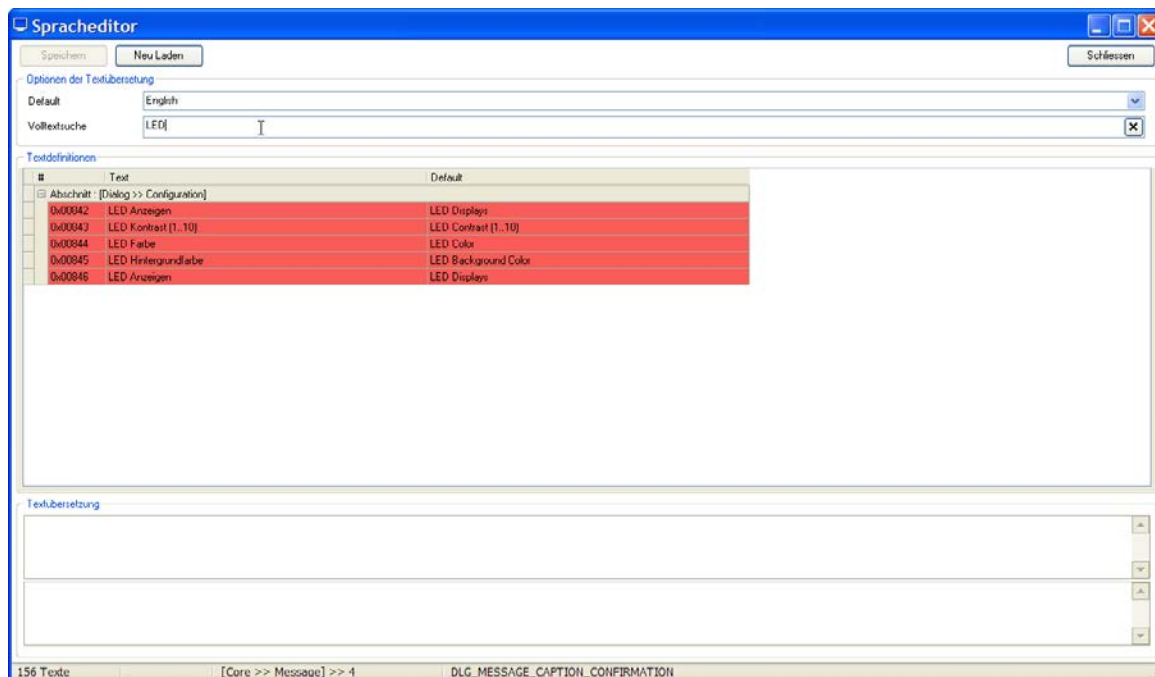 Spracheditor
Speichern Neu Laden Schliessen
Optionen der Textübersetung
Default English
Volltextsuche LED
Textdefinitionen
# Text Default
Abschnitt : [Dialog >> Configuration]
0x00842 LED Anzeigen LED Displays
0x00843 LED Kontrast (1..10) LED Contrast (1..10)
0x00844 LED Farbe LED Color
0x00845 LED Hintergrundfarbe LED Background Color
0x00846 LED Anzeigen LED Displays
Textübersetzung
156 Texte [Core >> Message] >> 4 DLG_MESSAGE_CAPTION_CONFIRMATION